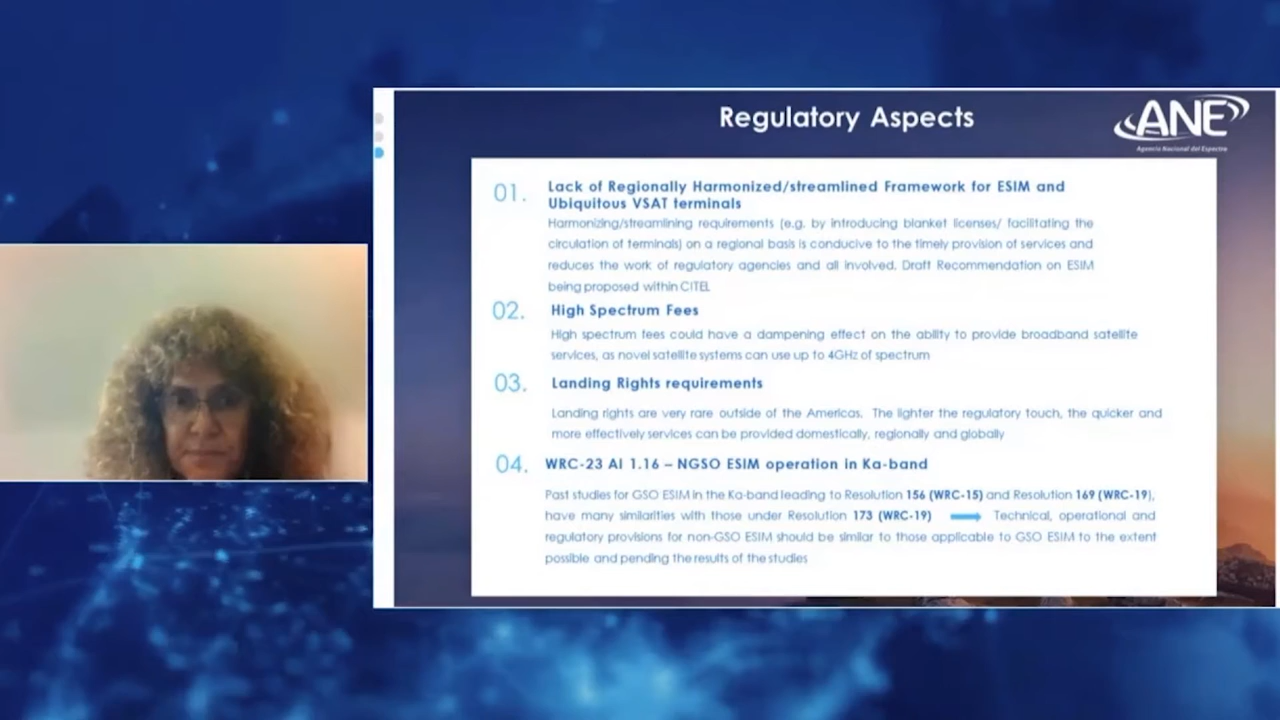 Regulatory Aspects
ANE
Agencia Nacional del Espectro
01.
Lack of Regionally Harmonized/streamlined Framework for ESIM and
Ubiquitous VSAT terminals
Harmonizing/streamlining requirements (e.g. by introducing blanket licenses/ facilitating the
circulation of terminals) on a regional basis is conducive to the timely provision of services and
reduces the work of regulatory agencies and all involved. Draft Recommendation on ESIM
being proposed within CITEL
02.
High Spectrum Fees
High spectrum fees could have a dampening effect on the ability to provide broadband satellite
services, as novel satellite systems can use up to 4GHz of spectrum
03.
Landing Rights requirements
Landing rights are very rare outside of the Americas. The lighter the regulatory touch, the quicker and
more effectively services can be provided domestically, regionally and globally
04.
WRC-23 AI 1.16 – NGSO ESIM operation in Ka-band
Past studies for GSO ESIM in the Ka-band leading to Resolution 156 (WRC-15) and Resolution 169 (WRC-19),
have many similarities with those under Resolution 173 (WRC-19) Technical, operational and
regulatory provisions for non-GSO ESIM should be similar to those applicable to GSO ESIM to the extent
possible and pending the results of the studies